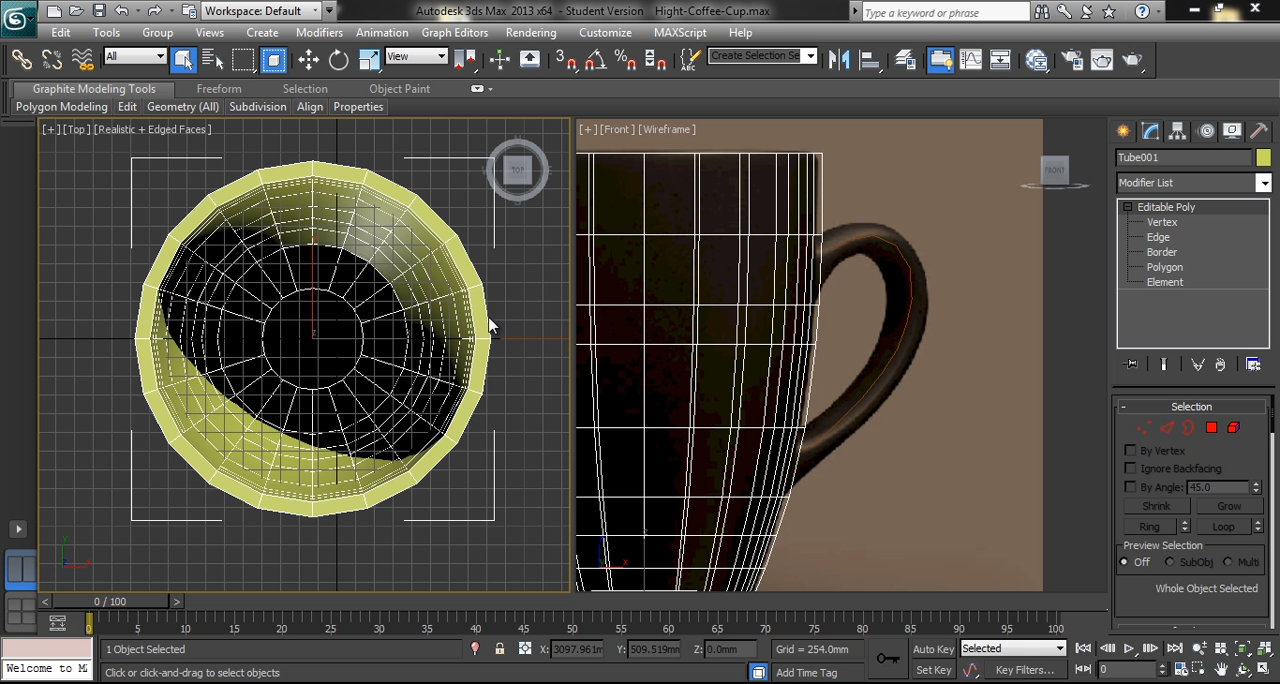 Workspace: Default
Autodesk 3ds Max 2013 x64 - Student Version Hight-Coffee-Cup.max
Type a keyword or phrase
Edit Tools Group Views Create Modifiers Animation Graph Editors Rendering Customize MAXScript Help
All View 3 Create Selection Se
Graphite Modeling Tools Freeform Selection Object Paint
Polygon Modeling Edit Geometry (All) Subdivision Align Properties
[+] [Top] [Realistic + Edged Faces]
[+] [Front] [Wireframe]
TOP
FRONT
Tube001
Modifier List
Editable Poly
Vertex
Edge
Border
Polygon
Element
Selection
By Vertex
Ignore Backfacing
By Angle: 45.0
Shrink Grow
Ring Loop
Preview Selection
Off SubObj Multi
Whole Object Selected
0 / 100
0 5 10 15 20 25 30 35 40 45 50 55 60 65 70 75 80 85 90 95 100
1 Object Selected X: 3097.961m Y: 509.519mm Z: 0.0mm Grid = 254.0mm Auto Key Selected
Welcome to M Click or click-and-drag to select objects Add Time Tag Set Key Key Filters... 0